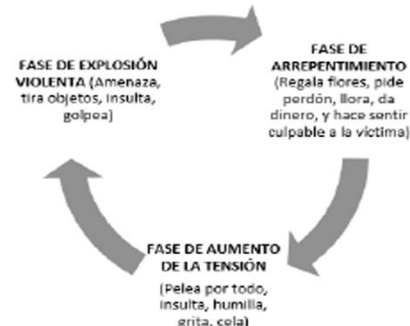 FASE DE EXPLOSIÓN
VIOLENTA (Amenaza,
tira objetos, insulta,
golpea)
FASE DE
ARREPENTIMIENTO
(Regala flores, pide
perdón, llora, da
dinero, y hace sentir
culpable a la víctima)
FASE DE AUMENTO
DE LA TENSIÓN
(Pelea por todo,
insulta, humilla,
grita, cela)